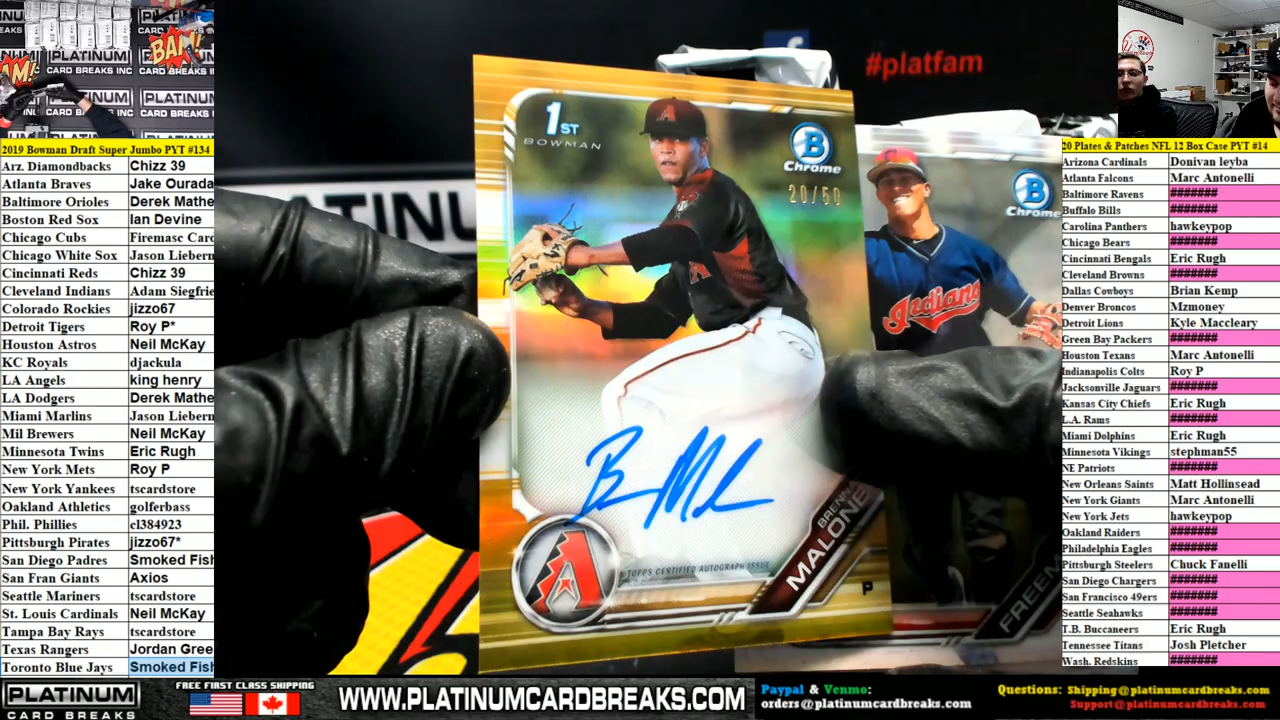 PLATINUM
CARD BREAKS INC
BAM!
#platfam
2019 Bowman Draft Super Jumbo PYT #134
Arz. Diamondbacks Chizz 39
Atlanta Braves Jake Ourada
Baltimore Orioles Derek Mathe
Boston Red Sox Ian Devine
Chicago Cubs Firemasc Card
Chicago White Sox Jason Liebern
Cincinnati Reds Chizz 39
Cleveland Indians Adam Siegfrie
Colorado Rockies jizzo67
Detroit Tigers Roy P*
Houston Astros Neil McKay
KC Royals djackula
LA Angels king henry
LA Dodgers Derek Mathe
Miami Marlins Jason Liebern
Mil Brewers Neil McKay
Minnesota Twins Eric Rugh
New York Mets Roy P
New York Yankees tscardstore
Oakland Athletics golferbass
Phil. Phillies cl384923
Pittsburgh Pirates jizzo67*
San Diego Padres Smoked Fish
San Fran Giants Axios
Seattle Mariners tscardstore
St. Louis Cardinals Neil McKay
Tampa Bay Rays tscardstore
Texas Rangers Jordan Gree
Toronto Blue Jays Smoked Fish
1ST
BOWMAN
B
Chrome
20/50
TOPPS CERTIFIED AUTOGRAPH ISSUE
BRENT
MALONE
P
B
Chrome
Indians
FREEM
20 Plates & Patches NFL 12 Box Case PYT #14
Arizona Cardinals Donivan leyba
Atlanta Falcons Marc Antonelli
Baltimore Ravens #######
Buffalo Bills #######
Carolina Panthers hawkeypop
Chicago Bears #######
Cincinnati Bengals Eric Rugh
Cleveland Browns #######
Dallas Cowboys Brian Kemp
Denver Broncos Mzmoney
Detroit Lions Kyle Maccleary
Green Bay Packers #######
Houston Texans Marc Antonelli
Indianapolis Colts Roy P
Jacksonville Jaguars #######
Kansas City Chiefs Eric Rugh
L.A. Rams #######
Miami Dolphins Eric Rugh
Minnesota Vikings stephman55
NE Patriots #######
New Orleans Saints Matt Hollinsead
New York Giants Marc Antonelli
New York Jets hawkeypop
Oakland Raiders #######
Philadelphia Eagles #######
Pittsburgh Steelers Chuck Fanelli
San Diego Chargers #######
San Francisco 49ers #######
Seattle Seahawks #######
T.B. Buccaneers Eric Rugh
Tennessee Titans Josh Pletcher
Wash. Redskins #######
PLATINUM
CARD BREAKS
FREE FIRST CLASS SHIPPING
WWW.PLATINUMCARDBREAKS.COM
Paypal & Venmo:
orders@platinumcardbreaks.com
Questions: Shipping@platinumcardbreaks.com
Support@platinumcardbreaks.com